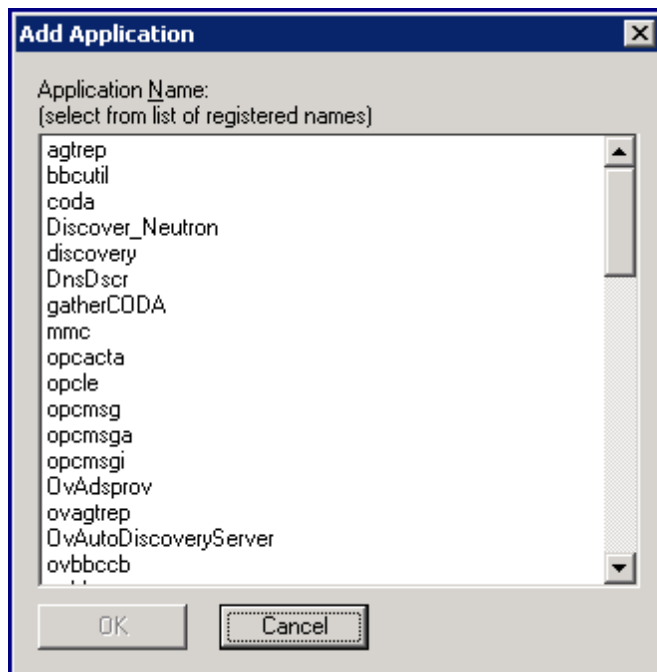 Add Application
Application Name:
(select from list of registered names)
agtrep
bbcutil
coda
Discover_Neutron
discovery
DnsDscr
gatherCODA
mmc
opcacta
opcle
opcmsg
opcmsga
opcmsgi
OvAdsprov
ovagtrep
OvAutoDiscoveryServer
ovbbccb
OK
Cancel